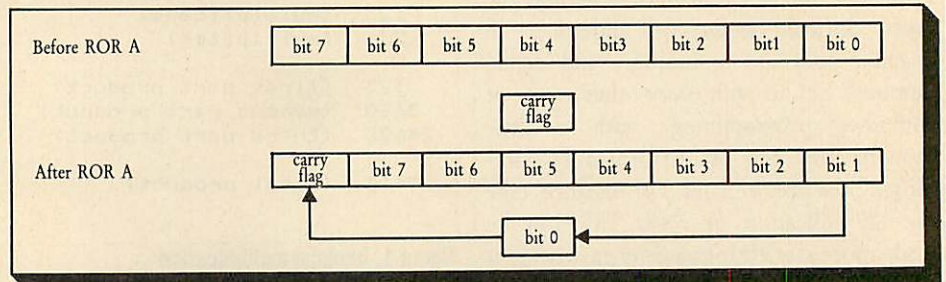 Before ROR A bit 7 bit 6 bit 5 bit 4 bit3 bit 2 bit1 bit 0
carry
flag
After ROR A carry flag bit 7 bit 6 bit 5 bit 4 bit 3 bit 2 bit 1
bit 0